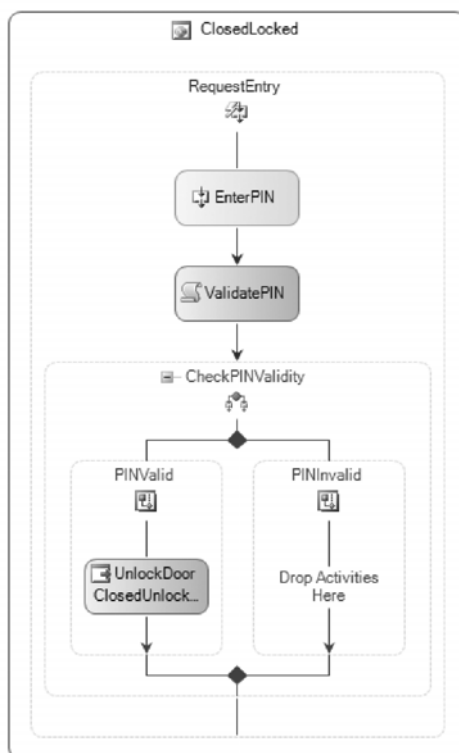 ClosedLocked
RequestEntry
EnterPIN
ValidatePIN
CheckPINValidity
PINValid
PINInvalid
UnlockDoor
ClosedUnlock...
Drop Activities
Here